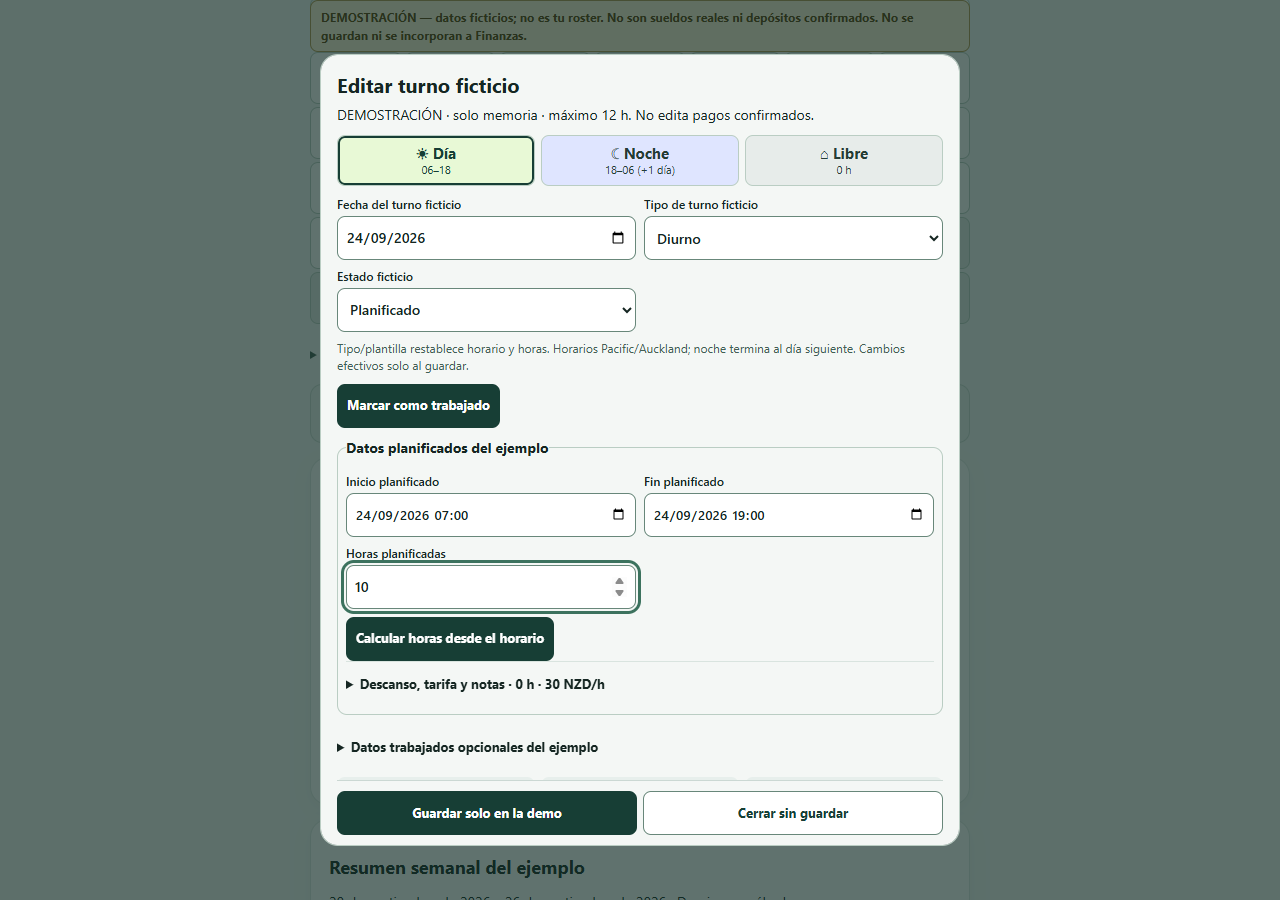 DEMOSTRACIÓN — datos ficticios; no es tu roster. No son sueldos reales ni depósitos confirmados. No se
guardan ni se incorporan a Finanzas.
Editar turno ficticio
DEMOSTRACIÓN · solo memoria · máximo 12 h. No edita pagos confirmados.
☀ Día
06–18
☾ Noche
18–06 (+1 día)
⌂ Libre
0 h
Fecha del turno ficticio
Tipo de turno ficticio
24/09/2026
Diurno
Estado ficticio
Planificado
Tipo/plantilla restablece horario y horas. Horarios Pacific/Auckland; noche termina al día siguiente. Cambios
efectivos solo al guardar.
Marcar como trabajado
Datos planificados del ejemplo
Inicio planificado
Fin planificado
24/09/2026 07:00
24/09/2026 19:00
Horas planificadas
10
Calcular horas desde el horario
Descanso, tarifa y notas · 0 h · 30 NZD/h
Datos trabajados opcionales del ejemplo
Guardar solo en la demo
Cerrar sin guardar
Resumen semanal del ejemplo